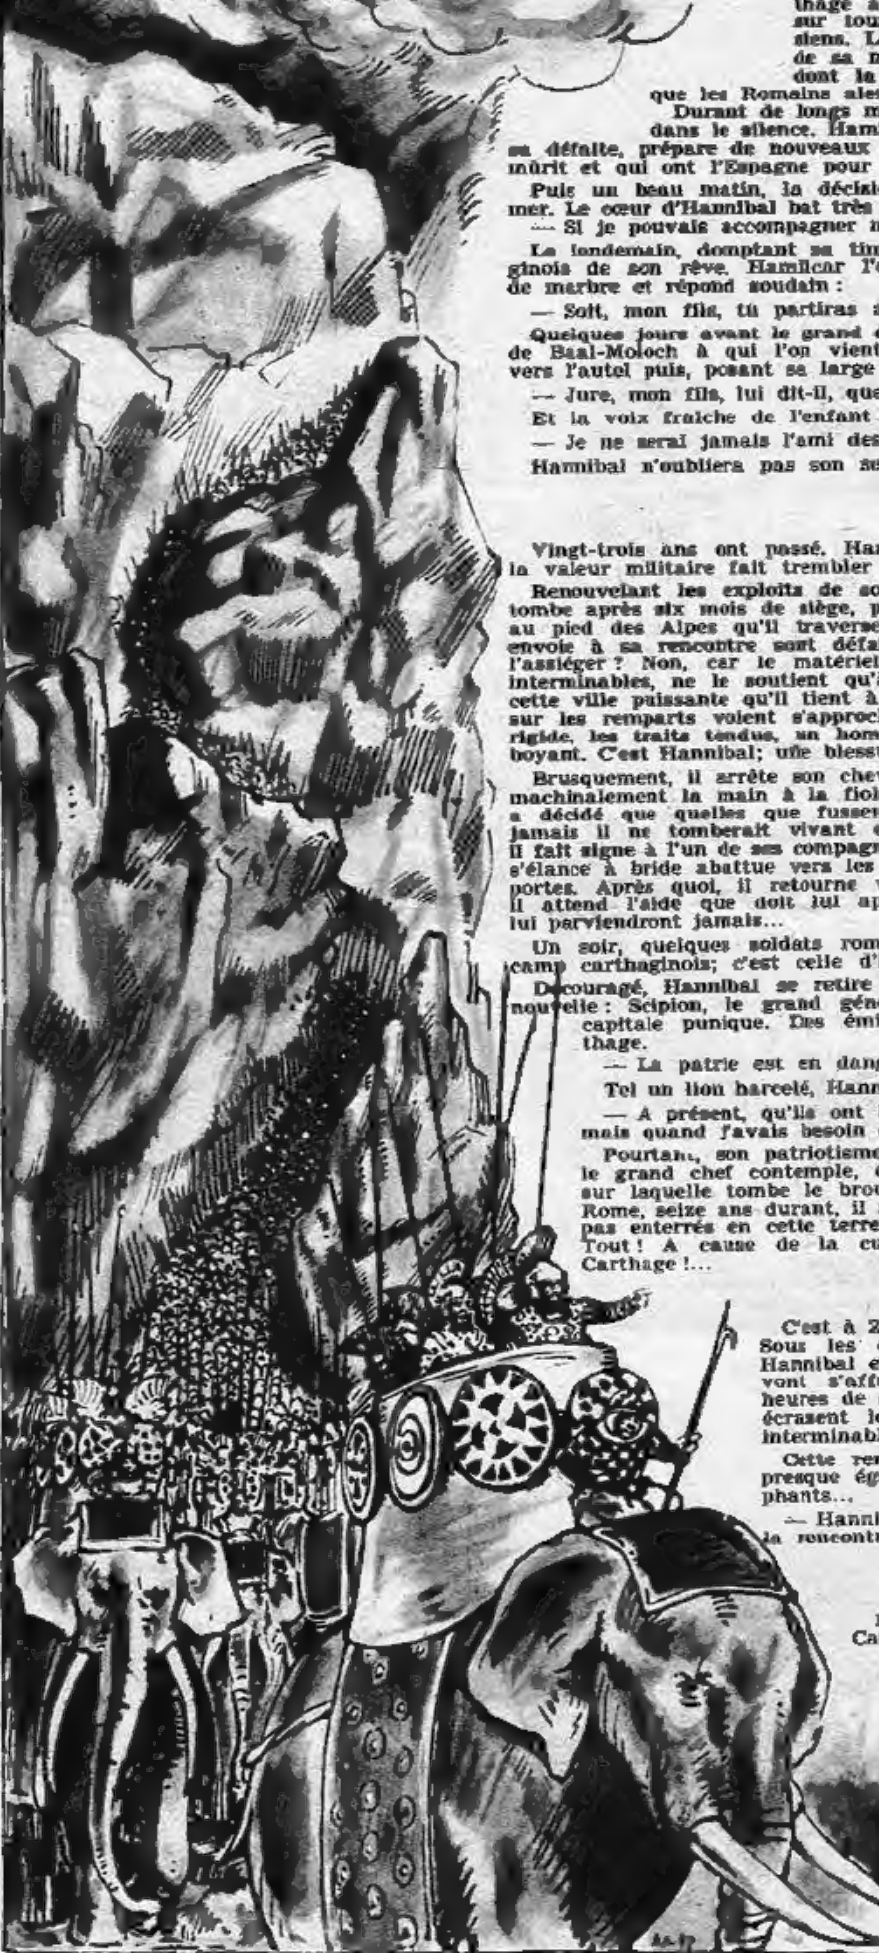 thage a
sur tou
siens. L
de sa m
dont la
que les Romains aie
Durant de longs m
dans le silence. Ham
sa défaite, prépare de nouveaux
mûrit et qui ont l'Espagne pour
Puis un beau matin, la décisi
mer. Le cœur d'Hannibal bat très
— Si je pouvais accompagner m
Le lendemain, domptant sa tim
ginois de son rêve. Hamilcar l'é
de marbre et répond soudain :
— Soit, mon fils, tu partiras a
Quelques jours avant le grand d
de Baal-Moloch à qui l'on vient
vers l'autel puis, posant sa large
— Jure, mon fils, lui dit-il, que
Et la voix fraîche de l'enfant
— Je ne serai jamais l'ami des
Hannibal n'oubliera pas son se
Vingt-trois ans ont passé. Han
la valeur militaire fait trembler
Renouvelant les exploits de so
tombe après six mois de siège, p
au pied des Alpes qu'il traverse
envoie à sa rencontre sont défa
l'assiéger ? Non, car le matériel
interminables, ne le soutient qu'
cette ville puissante qu'il tient à
sur les remparts voient s'approch
rigide, les traits tendus, un hom
boyant. C'est Hannibal; une bless
Brusquement, il arrête son chev
machinalement la main à la fiol
a décidé que quelles que fussen
jamais il ne tomberait vivant e
Il fait signe à l'un de ses compagn
s'élance à bride abattue vers les
portes. Après quoi, il retourne v
il attend l'aide que doit lui ap
lui parviendront jamais...
Un soir, quelques soldats rom
camp carthaginois; c'est celle d'
Découragé, Hannibal se retire
nouvelle : Scipion, le grand géné
capitale punique. Des émi
thage.
— La patrie est en dang
Tel un lion harcelé, Hann
— A présent, qu'ils ont
mais quand j'avais besoin
Pourtant, son patriotisme
le grand chef contemple,
sur laquelle tombe le brou
Rome, seize ans durant, il
pas enterrés en cette terre
Tout ! A cause de la cu
Carthage !...
C'est à Z
Sous les
Hannibal e
vont s'aff
heures de
écrasent le
interminabl
Cette ren
presque ég
phants...
— Hanni
la rencontr
Ca